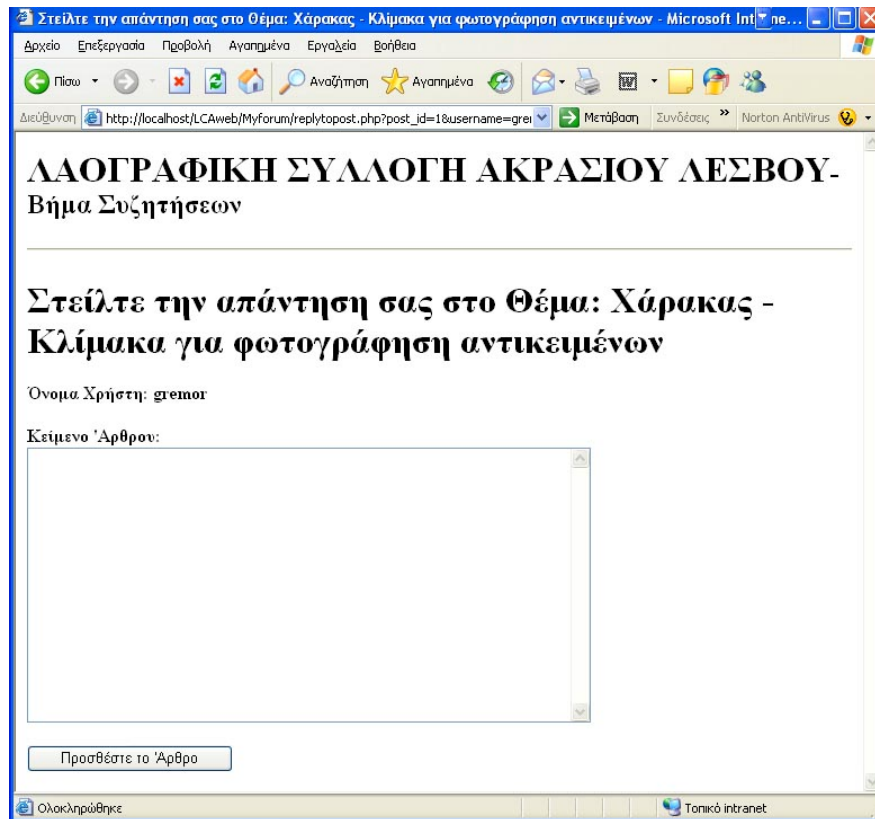 Στείλτε την απάντηση σας στο Θέμα: Χάρακας - Κλίμακα για φωτογράφηση αντικειμένων - Microsoft Int ne...
Αρχείο Επεξεργασία Προβολή Αγαπημένα Εργαλεία Βοήθεια
Πίσω Αναζήτηση Αγαπημένα
Διεύθυνση http://localhost/LCAweb/Myforum/replytopost.php?post_id=1&username=grei Μετάβαση Συνδέσεις » Norton AntiVirus
ΛΑΟΓΡΑΦΙΚΗ ΣΥΛΛΟΓΗ ΑΚΡΑΣΙΟΥ ΛΕΣΒΟΥ-
Βήμα Συζητήσεων
Στείλτε την απάντηση σας στο Θέμα: Χάρακας -
Κλίμακα για φωτογράφηση αντικειμένων
Όνομα Χρήστη: gremor
Κείμενο 'Αρθρου:
Προσθέστε το 'Αρθρο
Ολοκληρώθηκε Τοπικό intranet